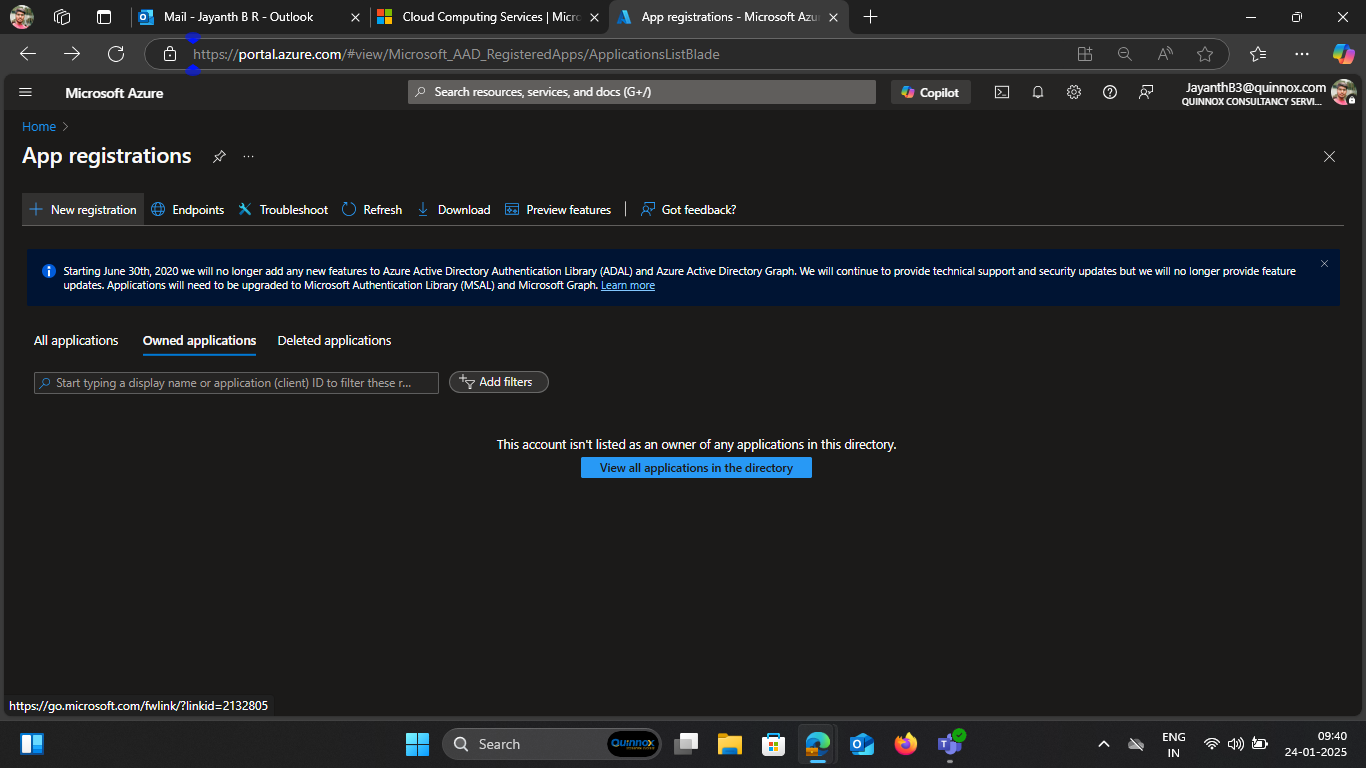 Mail - Jayanth B R - Outlook
Cloud Computing Services | Micro
App registrations - Microsoft Azu
https://portal.azure.com/#view/Microsoft_AAD_RegisteredApps/ApplicationsListBlade
Microsoft Azure
Search resources, services, and docs (G+/)
Copilot
JayanthB3@quinnox.com
QUINNOX CONSULTANCY SERVI...
Home
App registrations
New registration
Endpoints
Troubleshoot
Refresh
Download
Preview features
Got feedback?
Starting June 30th, 2020 we will no longer add any new features to Azure Active Directory Authentication Library (ADAL) and Azure Active Directory Graph. We will continue to provide technical support and security updates but we will no longer provide feature
updates. Applications will need to be upgraded to Microsoft Authentication Library (MSAL) and Microsoft Graph. Learn more
All applications
Owned applications
Deleted applications
Start typing a display name or application (client) ID to filter these r...
Add filters
This account isn't listed as an owner of any applications in this directory.
View all applications in the directory
https://go.microsoft.com/fwlink/?linkid=2132805
Search
QUINNOX
ENG
IN
09:40
24-01-2025